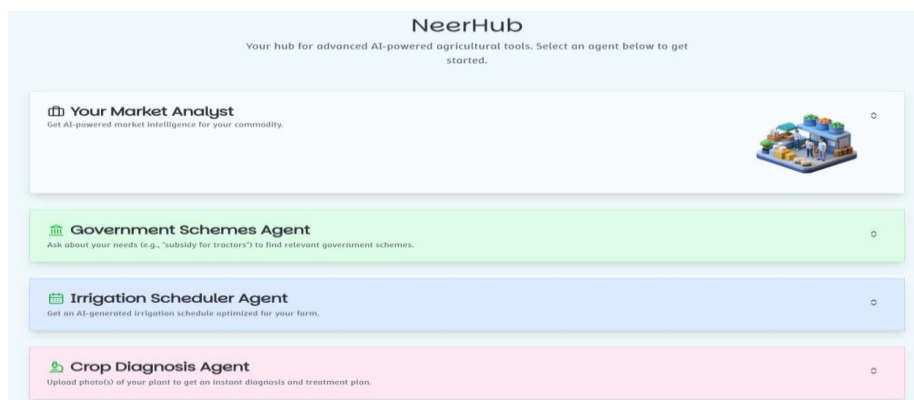 NeerHub
Your hub for advanced AI-powered agricultural tools. Select an agent below to get
started.
Your Market Analyst
Get AI-powered market intelligence for your commodity.
Government Schemes Agent
Ask about your needs (e.g., "subsidy for tractors") to find relevant government schemes.
Irrigation Scheduler Agent
Get an AI-generated irrigation schedule optimized for your farm.
Crop Diagnosis Agent
Upload photo(s) of your plant to get an instant diagnosis and treatment plan.